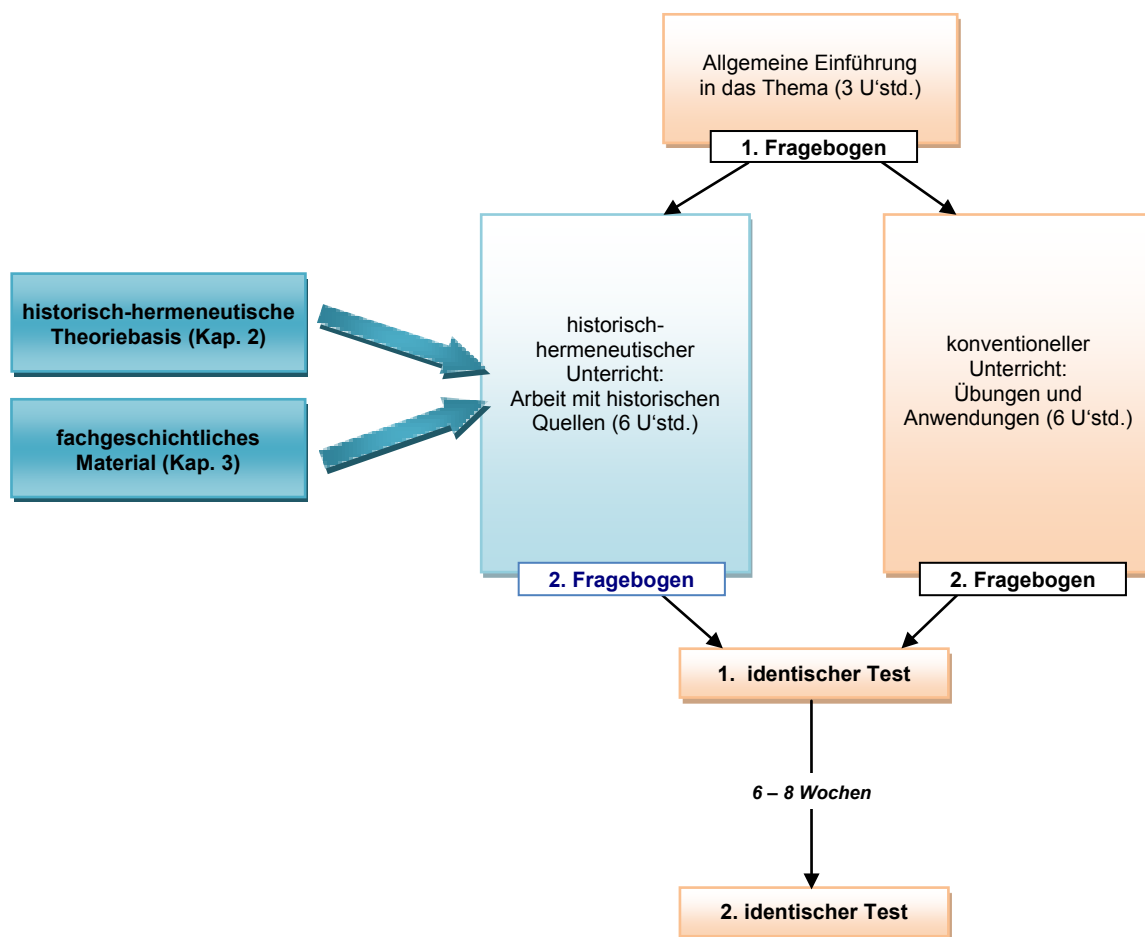 Allgemeine Einführung
in das Thema (3 U‘std.)
1. Fragebogen
historisch-hermeneutische
Theoriebasis (Kap. 2)
fachgeschichtliches
Material (Kap. 3)
historisch-
hermeneutischer
Unterricht:
Arbeit mit historischen
Quellen (6 U‘std.)
konventioneller
Unterricht:
Übungen und
Anwendungen (6 U‘std.)
2. Fragebogen
2. Fragebogen
1. identischer Test
6 – 8 Wochen
2. identischer Test